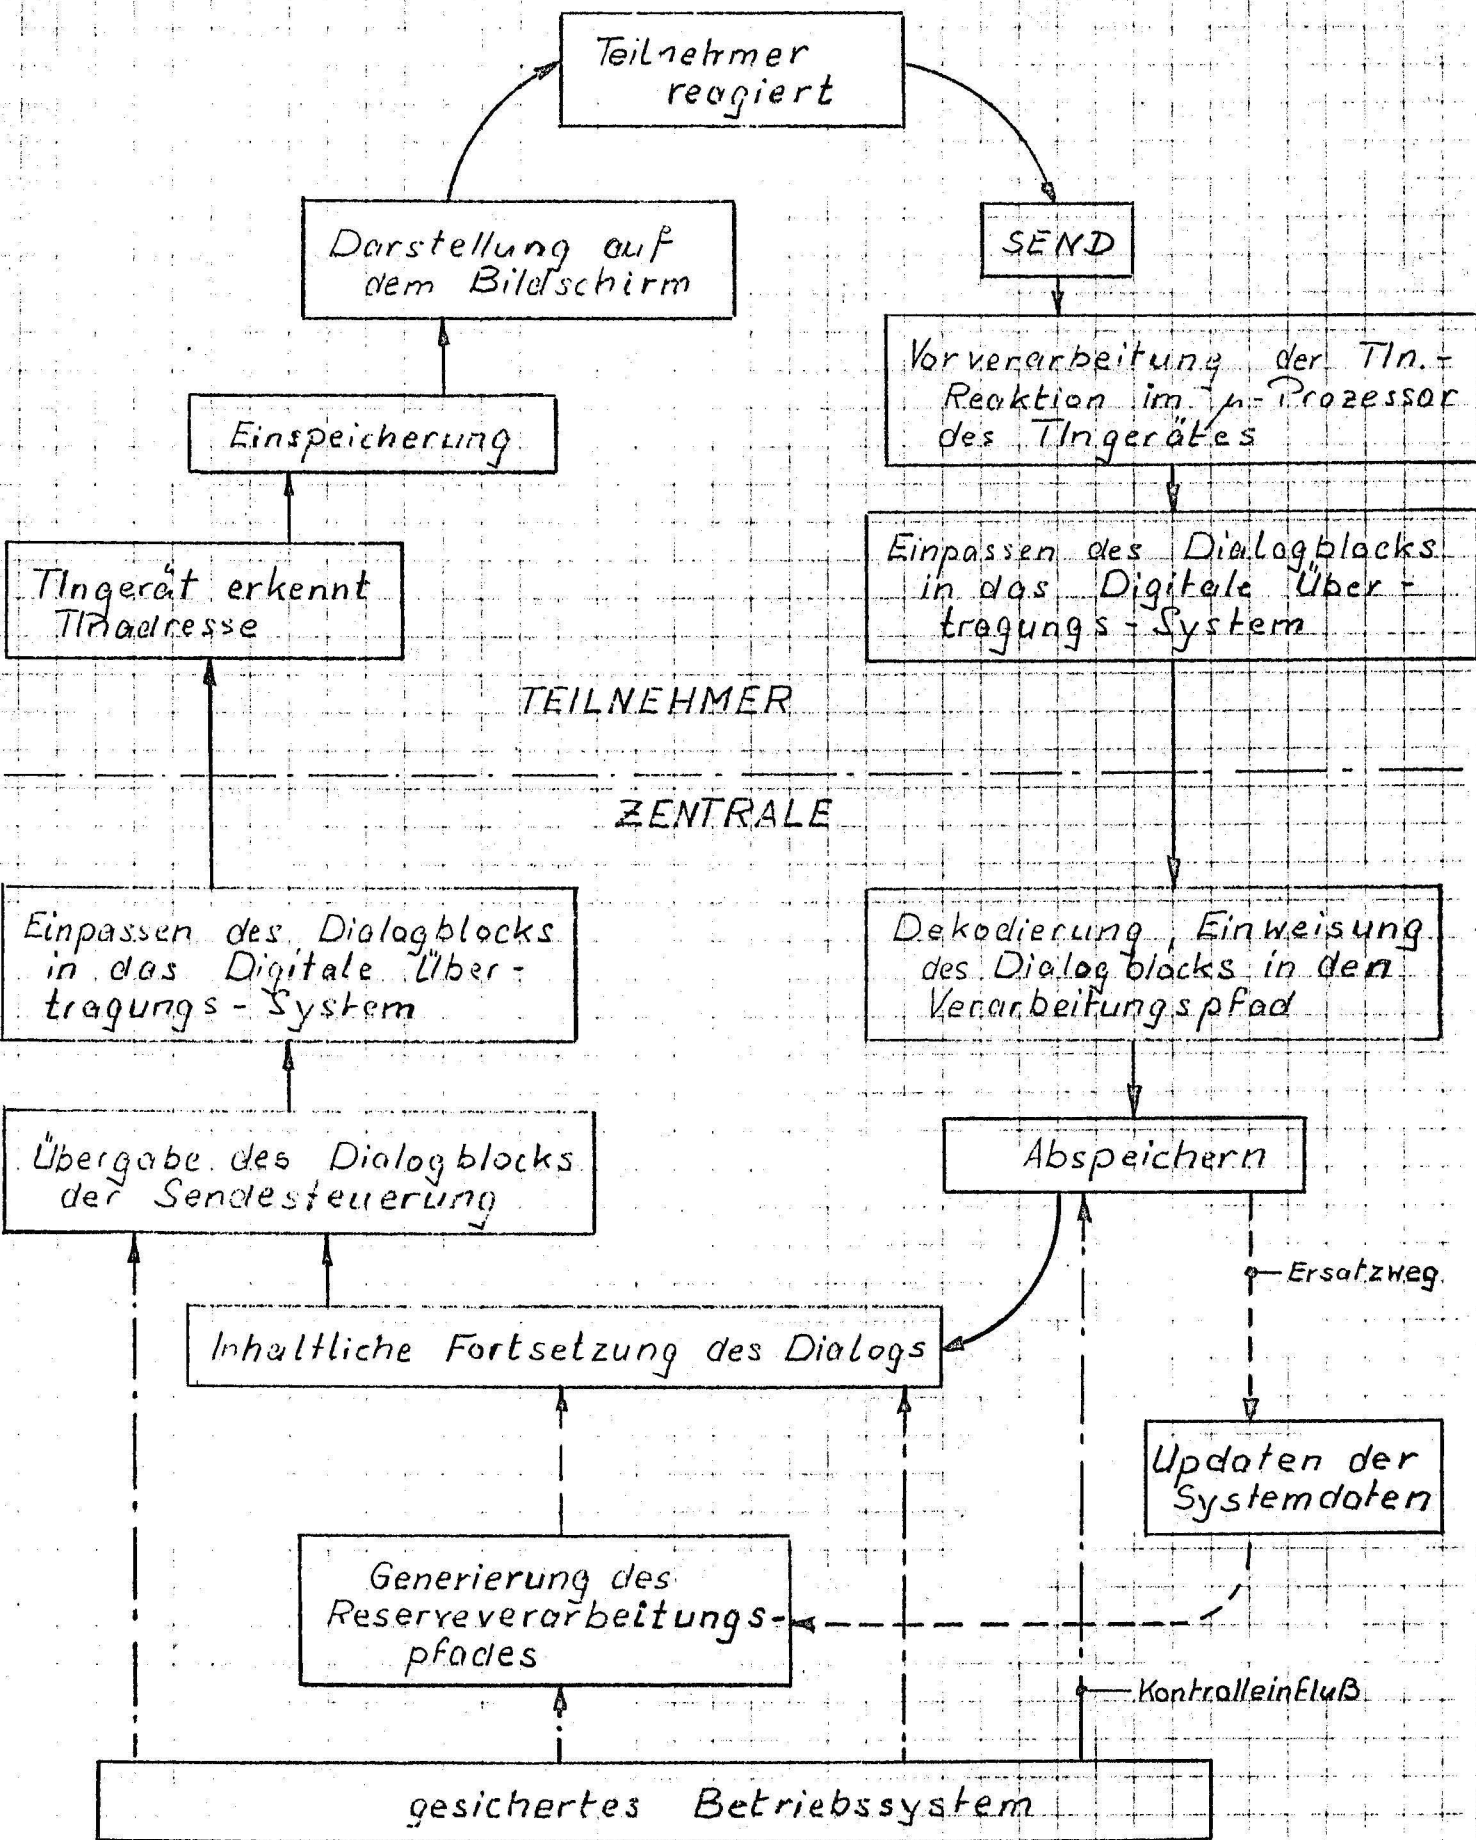 Teilnehmer
reagiert
Darstellung auf
dem Bildschirm
SEND
Vorverarbeitung der Tln.-
Reaktion im µ-Prozessor
des Tlngerätes
Einspeicherung
Einpassen des Dialogblocks
in das Digitale Über-
tragungs-System
Tlngerät erkennt
Tlnadresse
TEILNEHMER
ZENTRALE
Einpassen des Dialogblocks
in das Digitale Über-
tragungs-System
Dekodierung, Einweisung
des Dialogblocks in den
Verarbeitungspfad
Übergabe des Dialogblocks
der Sendesteuerung
Abspeichern
Ersatzweg
Inhaltliche Fortsetzung des Dialogs
Updaten der
Systemdaten
Generierung des
Reserveverarbeitungs-
pfades
Kontrolleinfluß
gesichertes Betriebssystem